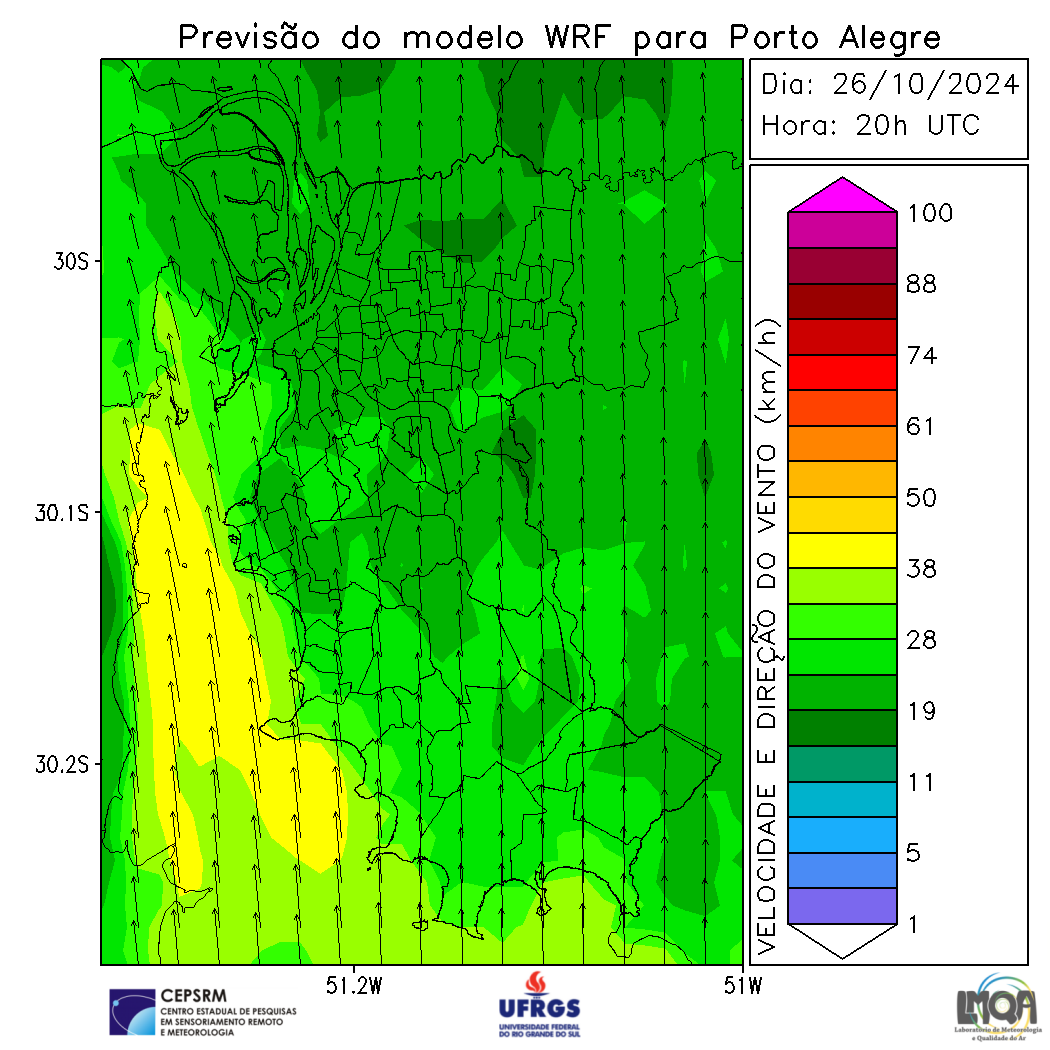 Previsão do modelo WRF para Porto Alegre
Dia: 26/10/2024
Hora: 20h UTC
30S
30.1S
30.2S
51.2W
51W
VELOCIDADE E DIREÇÃO DO VENTO (km/h)
100
88
74
61
50
38
28
19
11
5
1
CEPSRM
CENTRO ESTADUAL DE PESQUISAS
EM SENSORIAMENTO REMOTO
E METEOROLOGIA
UFRGS
UNIVERSIDADE FEDERAL
DO RIO GRANDE DO SUL
LMQA
Laboratório de Meteorologia
e Qualidade do Ar